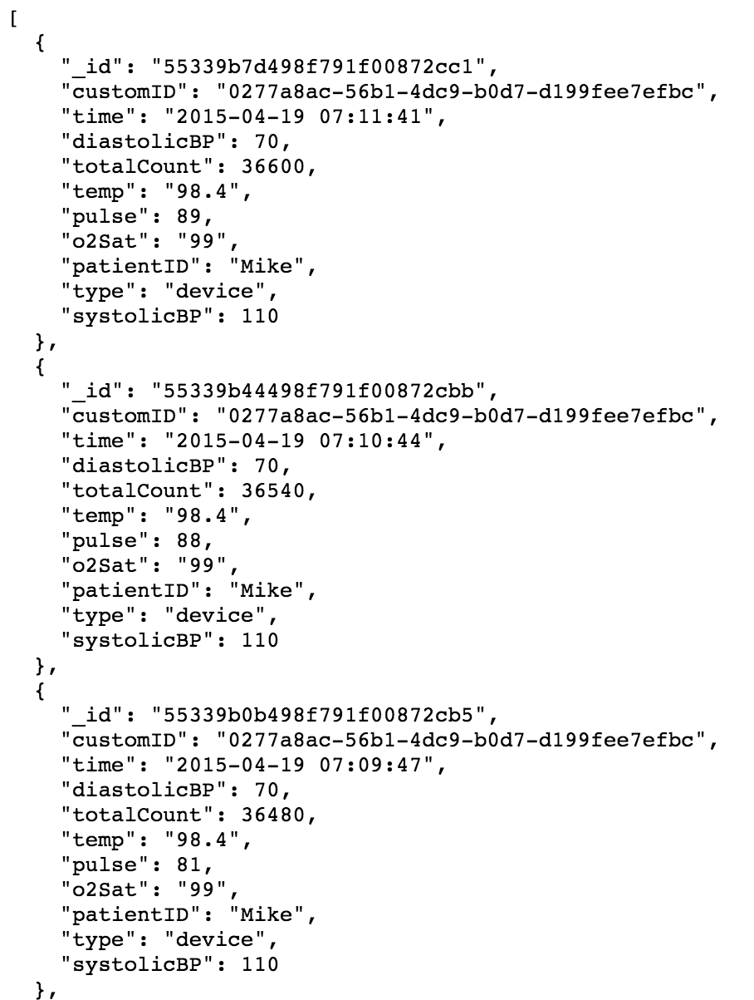 [
  {
    "_id": "55339b7d498f791f00872cc1",
    "customID": "0277a8ac-56b1-4dc9-b0d7-d199fee7efbc",
    "time": "2015-04-19 07:11:41",
    "diastolicBP": 70,
    "totalCount": 36600,
    "temp": "98.4",
    "pulse": 89,
    "o2Sat": "99",
    "patientID": "Mike",
    "type": "device",
    "systolicBP": 110
  },
  {
    "_id": "55339b44498f791f00872cbb",
    "customID": "0277a8ac-56b1-4dc9-b0d7-d199fee7efbc",
    "time": "2015-04-19 07:10:44",
    "diastolicBP": 70,
    "totalCount": 36540,
    "temp": "98.4",
    "pulse": 88,
    "o2Sat": "99",
    "patientID": "Mike",
    "type": "device",
    "systolicBP": 110
  },
  {
    "_id": "55339b0b498f791f00872cb5",
    "customID": "0277a8ac-56b1-4dc9-b0d7-d199fee7efbc",
    "time": "2015-04-19 07:09:47",
    "diastolicBP": 70,
    "totalCount": 36480,
    "temp": "98.4",
    "pulse": 81,
    "o2Sat": "99",
    "patientID": "Mike",
    "type": "device",
    "systolicBP": 110
  },